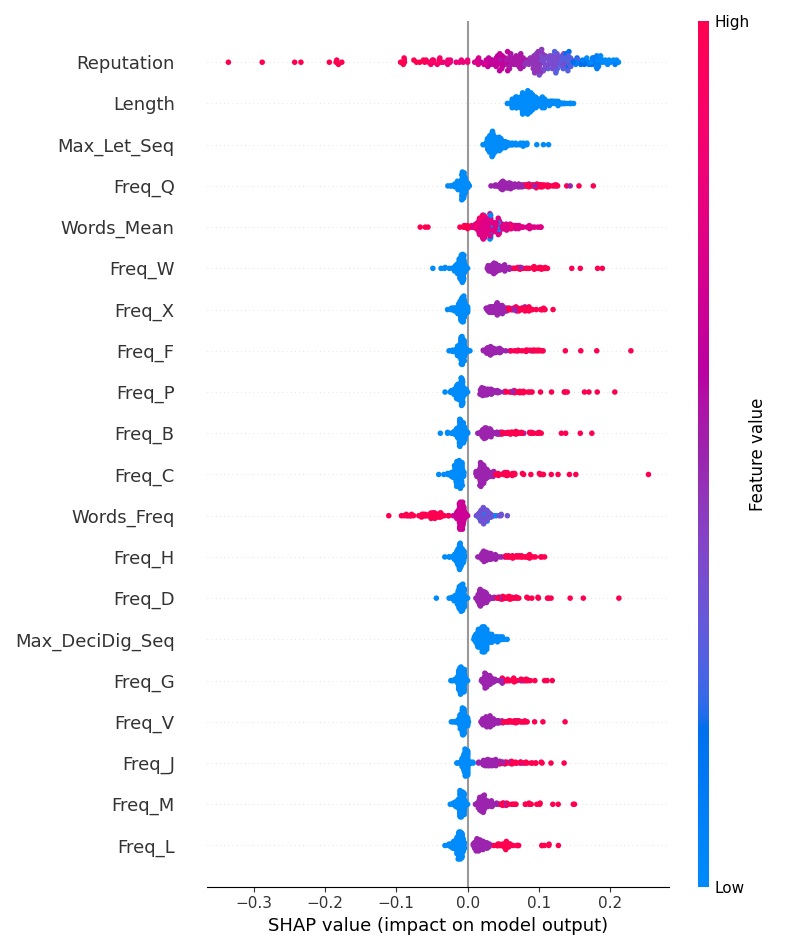 High
Reputation
Length
Max_Let_Seq
Freq_Q
Words_Mean
Freq_W
Freq_X
Freq_F
Freq_P
Freq_B
Freq_C
Words_Freq
Freq_H
Freq_D
Max_DeciDig_Seq
Freq_G
Freq_V
Freq_J
Freq_M
Freq_L
Feature value
Low
−0.3 −0.2 −0.1 0.0 0.1 0.2
SHAP value (impact on model output)